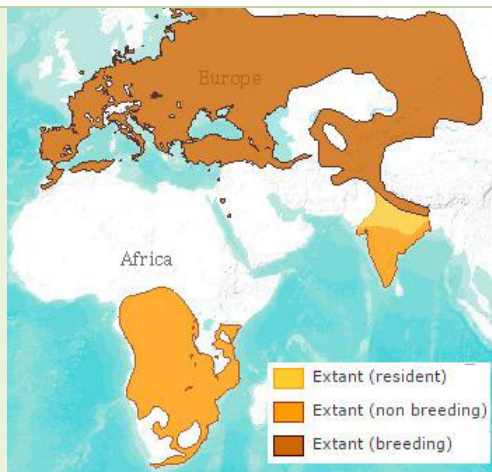 Europe
Africa
Extant (resident)
Extant (non breeding)
Extant (breeding)